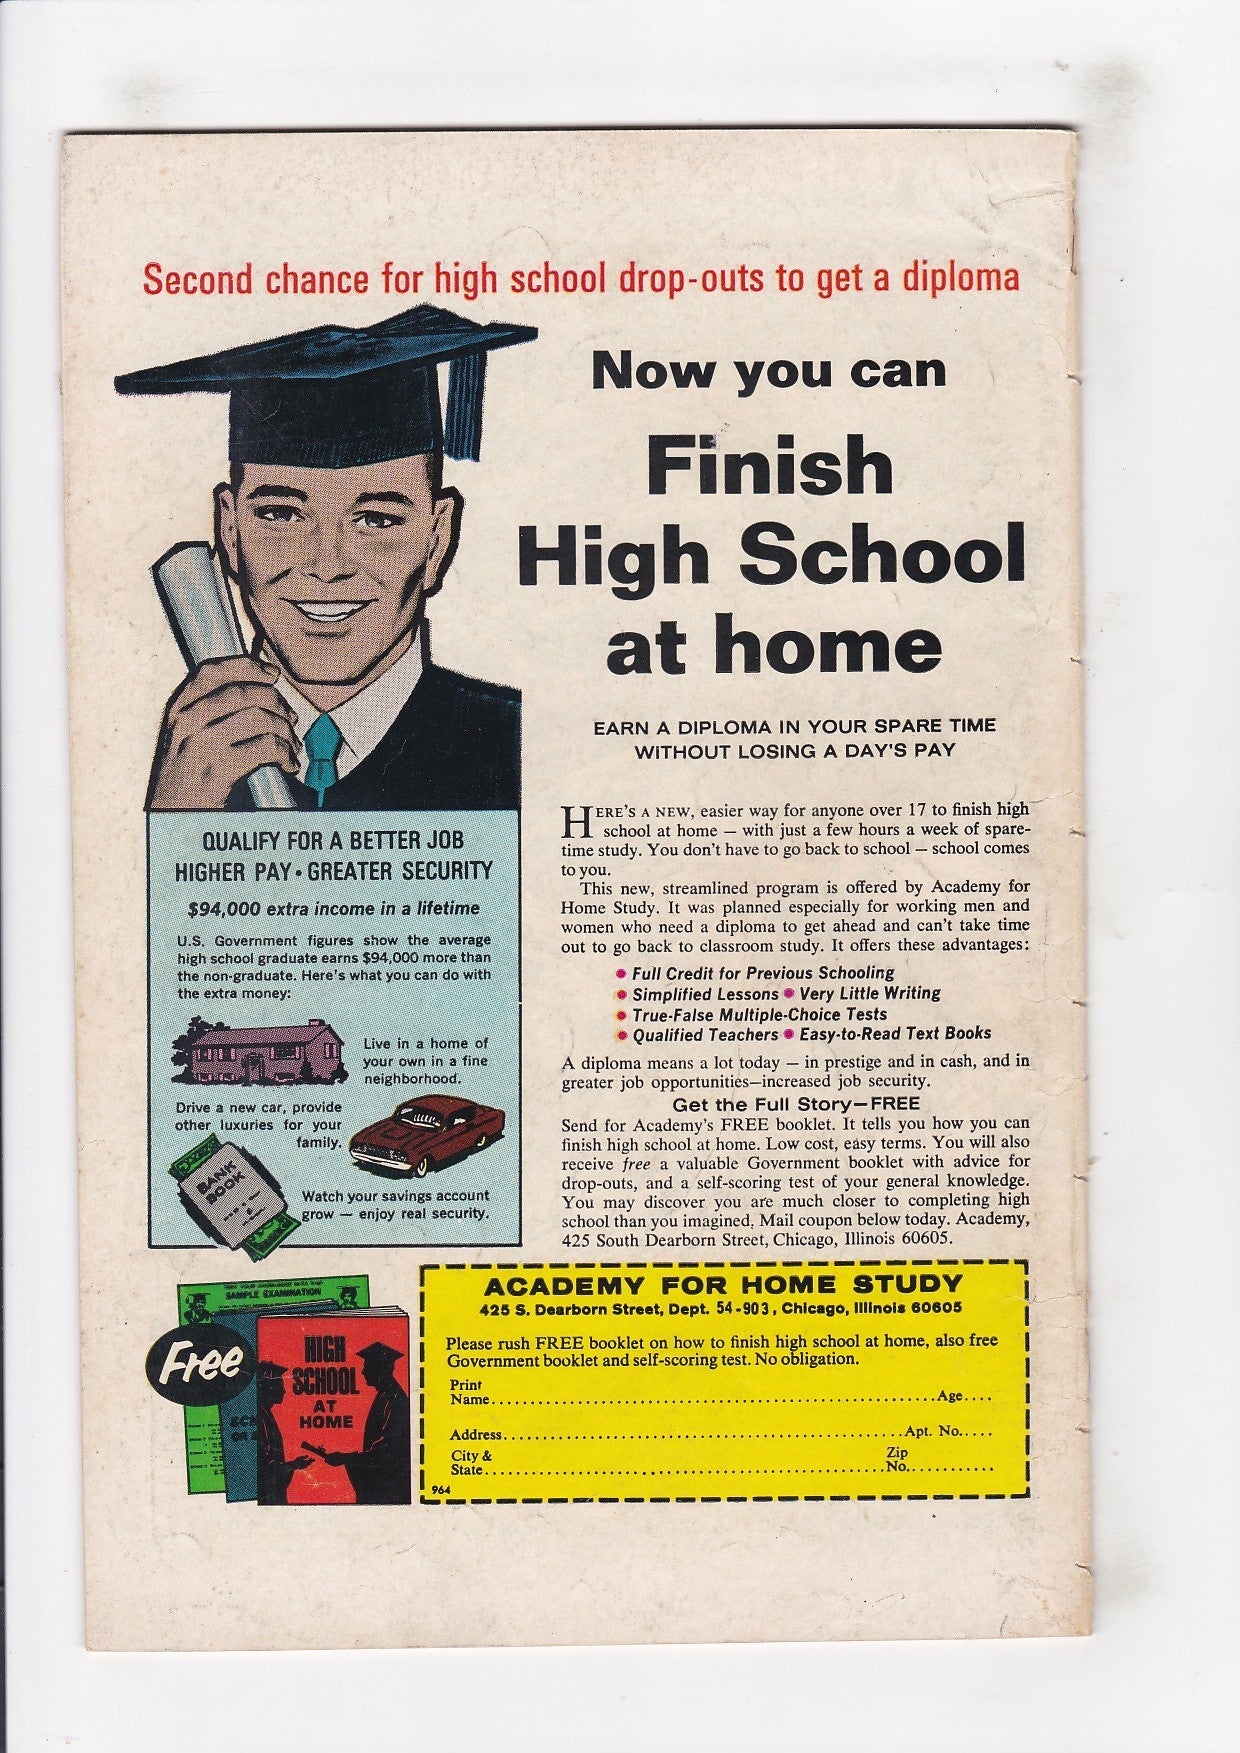 Second chance for high school drop-outs to get a diploma
Now you can
Finish
High School
at home
EARN A DIPLOMA IN YOUR SPARE TIME
WITHOUT LOSING A DAY'S PAY
HERE'S A NEW, easier way for anyone over 17 to finish high
school at home — with just a few hours a week of spare-
time study. You don't have to go back to school — school comes
to you.
This new, streamlined program is offered by Academy for
Home Study. It was planned especially for working men and
women who need a diploma to get ahead and can't take time
out to go back to classroom study. It offers these advantages:
• Full Credit for Previous Schooling
• Simplified Lessons • Very Little Writing
• True-False Multiple-Choice Tests
• Qualified Teachers • Easy-to-Read Text Books
A diploma means a lot today — in prestige and in cash, and in
greater job opportunities—increased job security.
Get the Full Story—FREE
Send for Academy's FREE booklet. It tells you how you can
finish high school at home. Low cost, easy terms. You will also
receive free a valuable Government booklet with advice for
drop-outs, and a self-scoring test of your general knowledge.
You may discover you are much closer to completing high
school than you imagined. Mail coupon below today. Academy,
425 South Dearborn Street, Chicago, Illinois 60605.
QUALIFY FOR A BETTER JOB
HIGHER PAY • GREATER SECURITY
$94,000 extra income in a lifetime
U.S. Government figures show the average
high school graduate earns $94,000 more than
the non-graduate. Here's what you can do with
the extra money:
Live in a home of
your own in a fine
neighborhood.
Drive a new car, provide
other luxuries for your
family.
BANK
BOOK
Watch your savings account
grow — enjoy real security.
SAMPLE EXAMINATION
Free
HIGH
SCHOOL
AT
HOME
ACADEMY FOR HOME STUDY
425 S. Dearborn Street, Dept. 54-903, Chicago, Illinois 60605
Please rush FREE booklet on how to finish high school at home, also free
Government booklet and self-scoring test. No obligation.
Print
Name..........Age....
Address..........Apt. No.....
City & Zip
State..........No...........
964